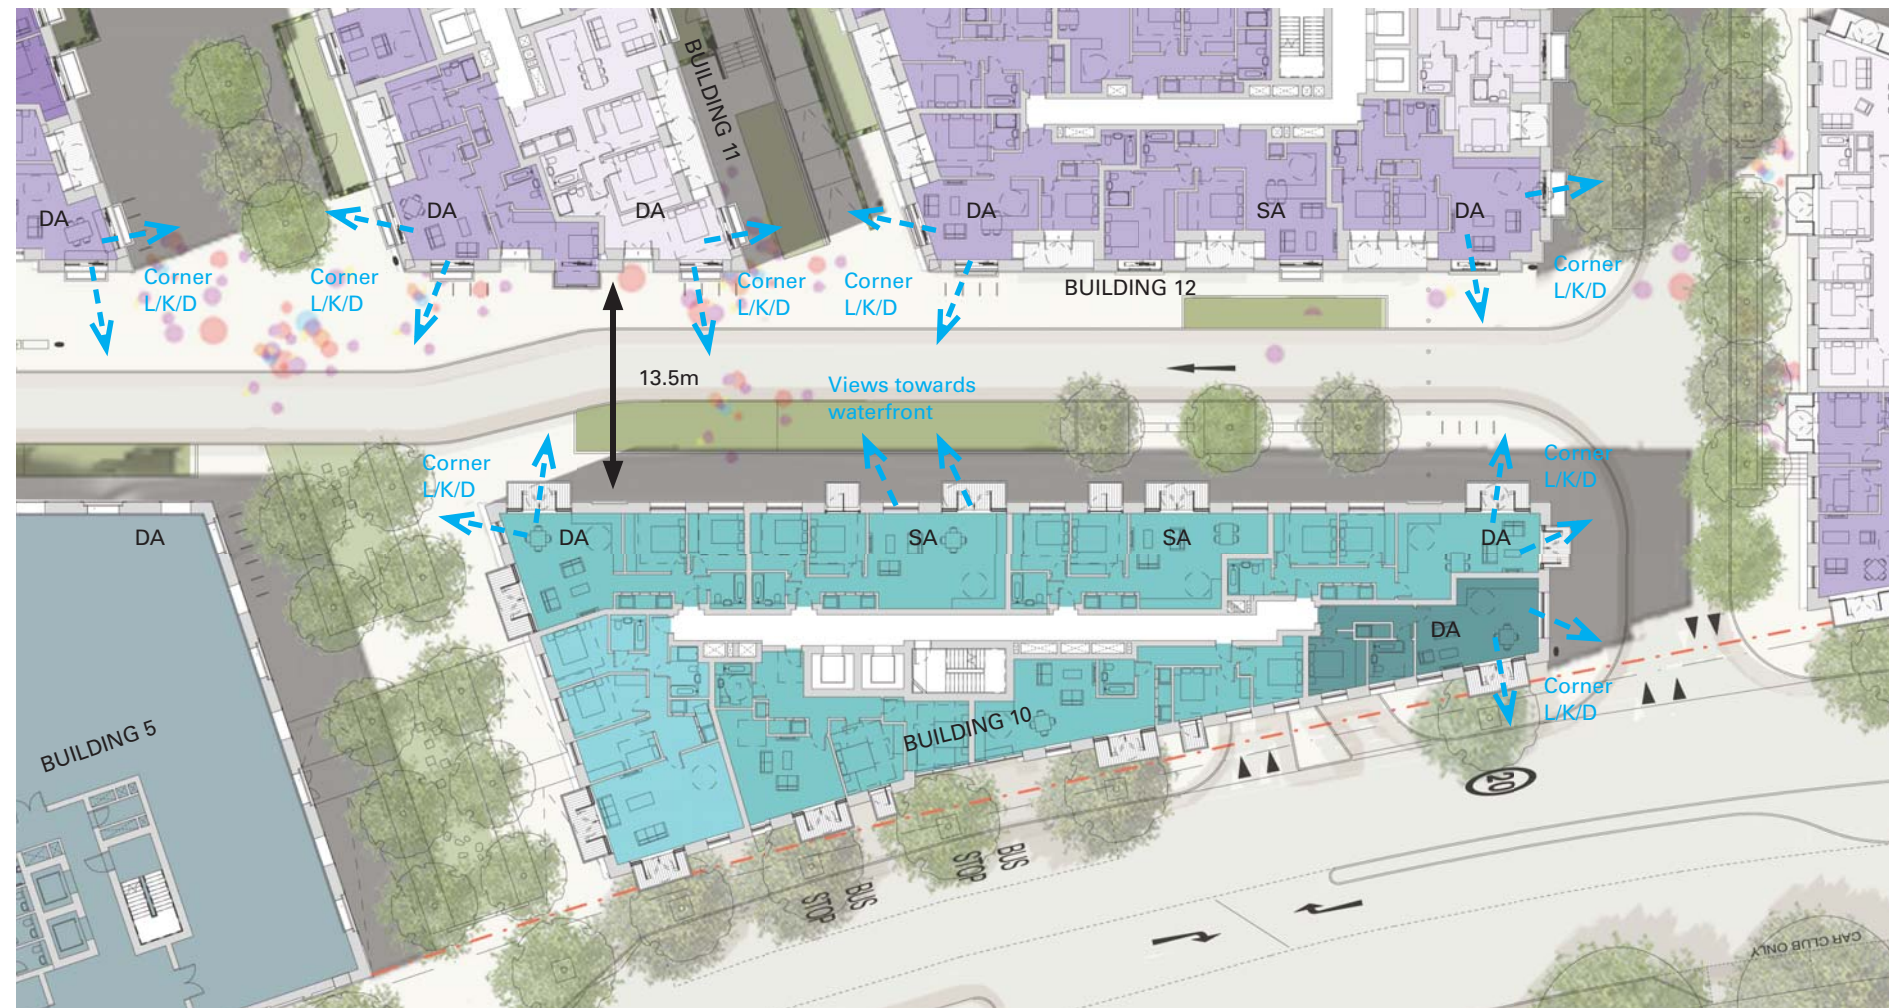 BUILDING 11
DA
DA
DA
DA
SA
DA
Corner
L/K/D
Corner
L/K/D
Corner
L/K/D
Corner
L/K/D
Corner
L/K/D
BUILDING 12
13.5m
Views towards
waterfront
Corner
L/K/D
Corner
L/K/D
DA
DA
SA
SA
DA
DA
Corner
L/K/D
BUILDING 5
BUILDING 10
20
BUS
STOP
BUS
STOP
CAR CLUB ONLY